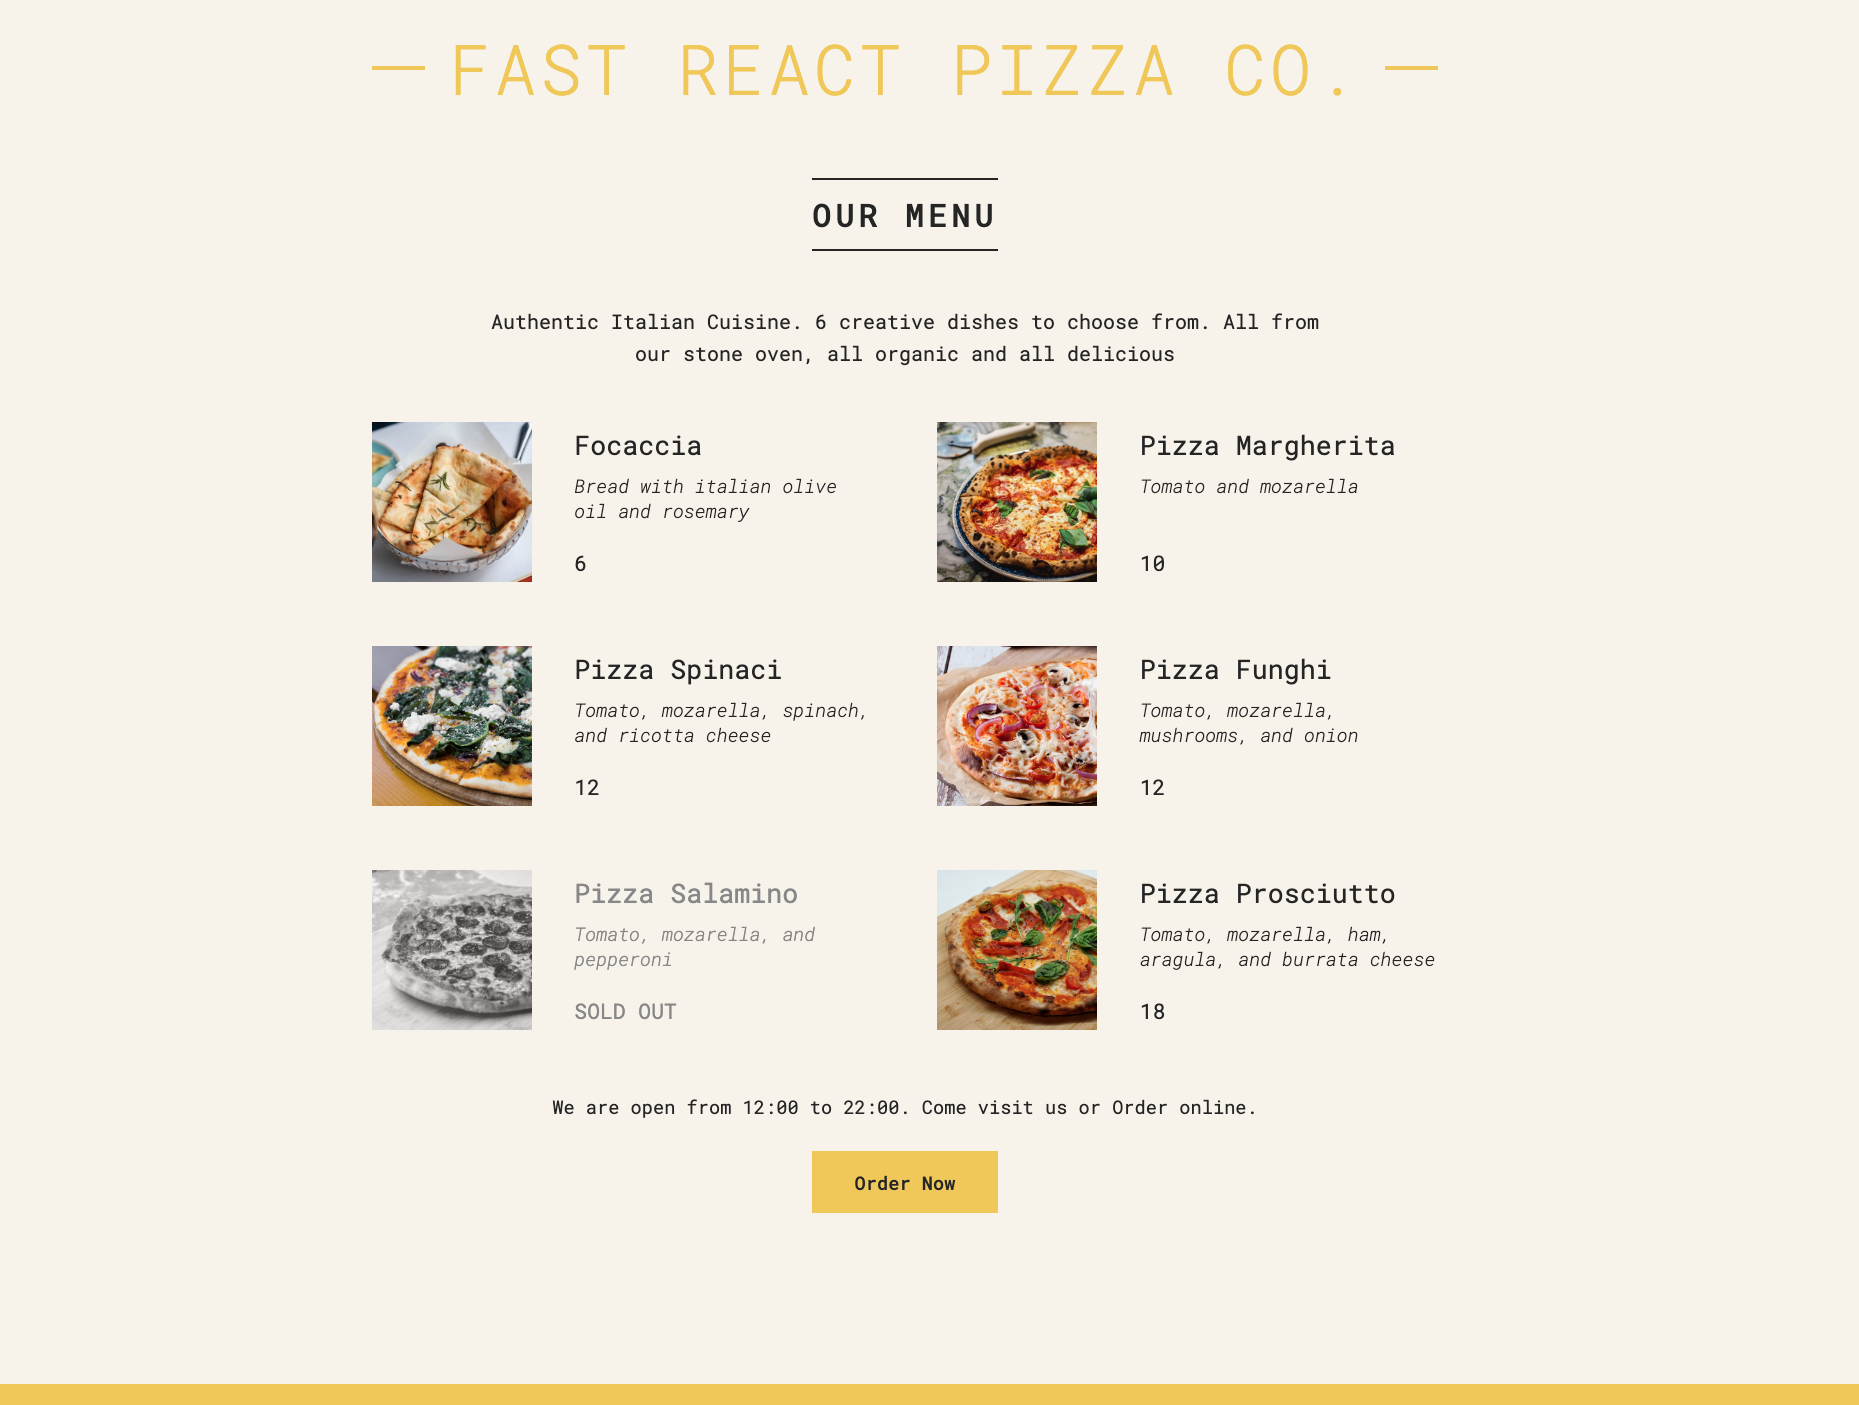 FAST REACT PIZZA CO.
OUR MENU
Authentic Italian Cuisine. 6 creative dishes to choose from. All from
our stone oven, all organic and all delicious
Focaccia
Bread with italian olive
oil and rosemary
6
Pizza Margherita
Tomato and mozarella
10
Pizza Spinaci
Tomato, mozarella, spinach,
and ricotta cheese
12
Pizza Funghi
Tomato, mozarella,
mushrooms, and onion
12
Pizza Salamino
Tomato, mozarella, and
pepperoni
SOLD OUT
Pizza Prosciutto
Tomato, mozarella, ham,
aragula, and burrata cheese
18
We are open from 12:00 to 22:00. Come visit us or Order online.
Order Now